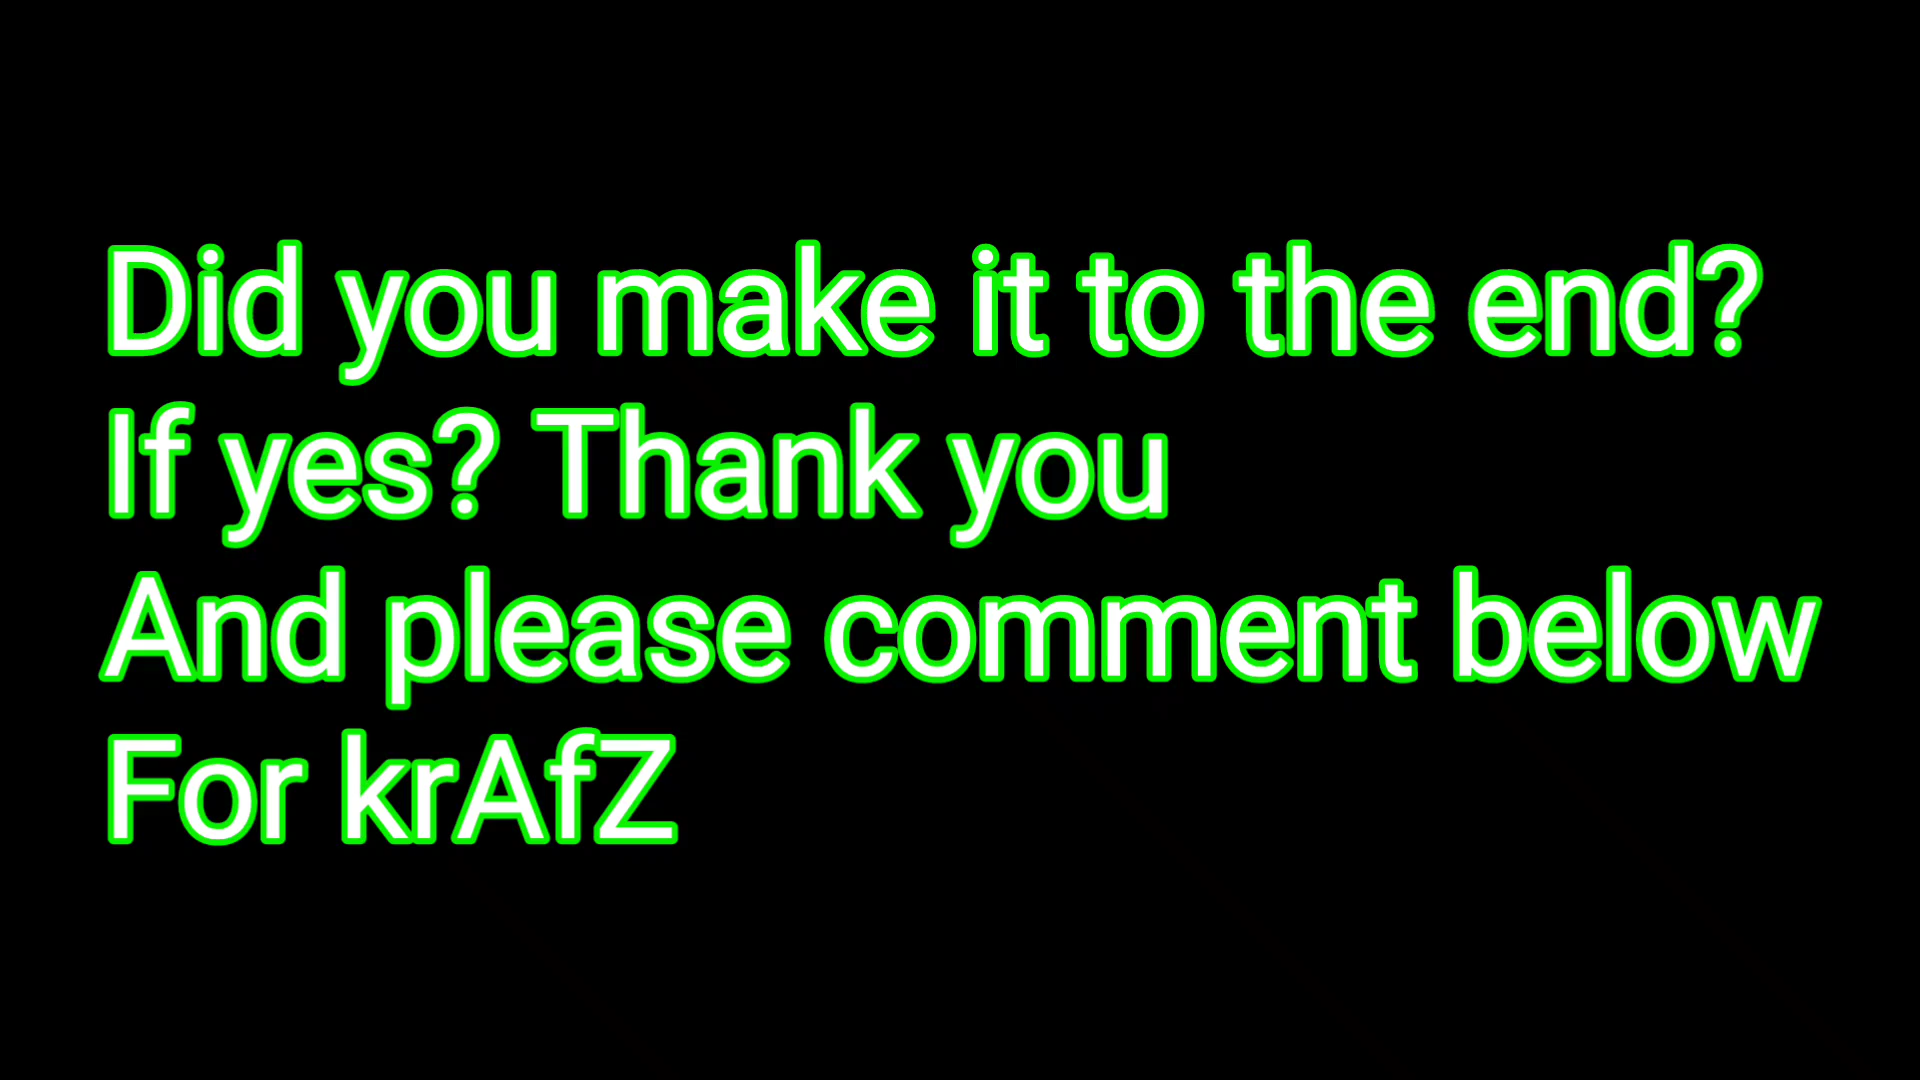 Did you make it to the end?
If yes? Thank you
And please comment below
For krAfZ